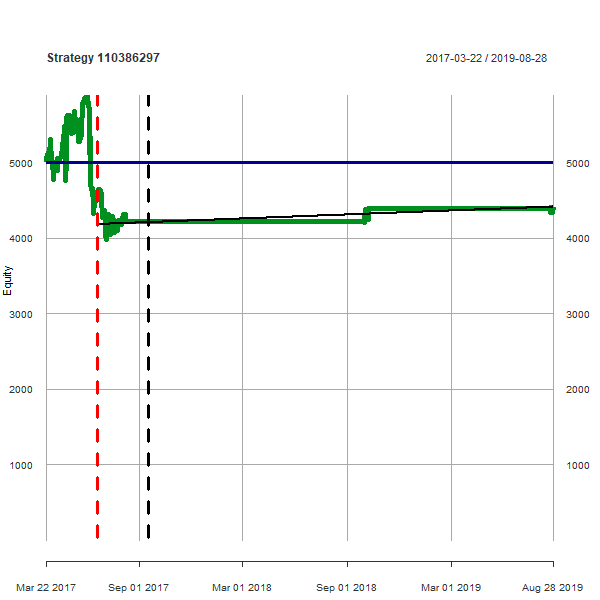 Strategy 110386297
2017-03-22 / 2019-08-28
Equity
5000
4000
3000
2000
1000
5000
4000
3000
2000
1000
Mar 22 2017
Sep 01 2017
Mar 01 2018
Sep 01 2018
Mar 01 2019
Aug 28 2019